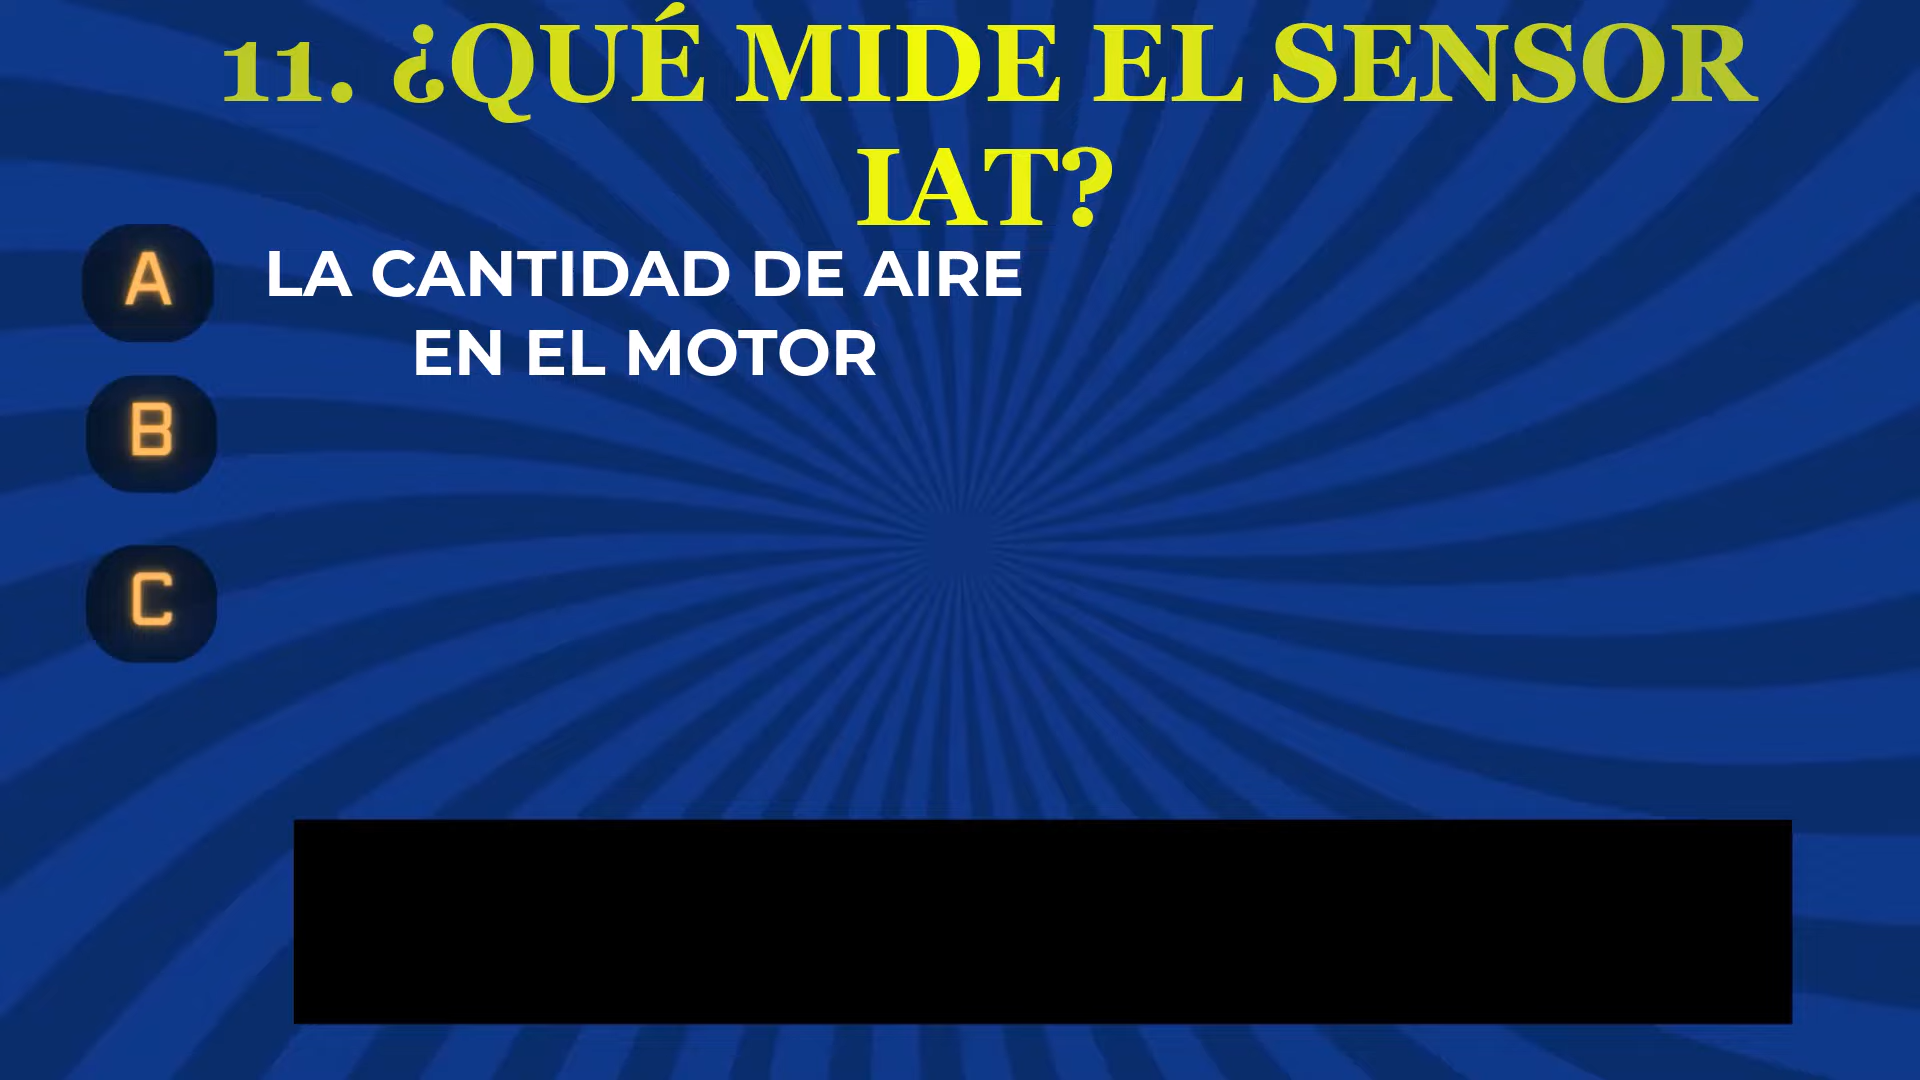 11. ¿QUÉ MIDE EL SENSOR
IAT?
A
LA CANTIDAD DE AIRE
EN EL MOTOR
B
C